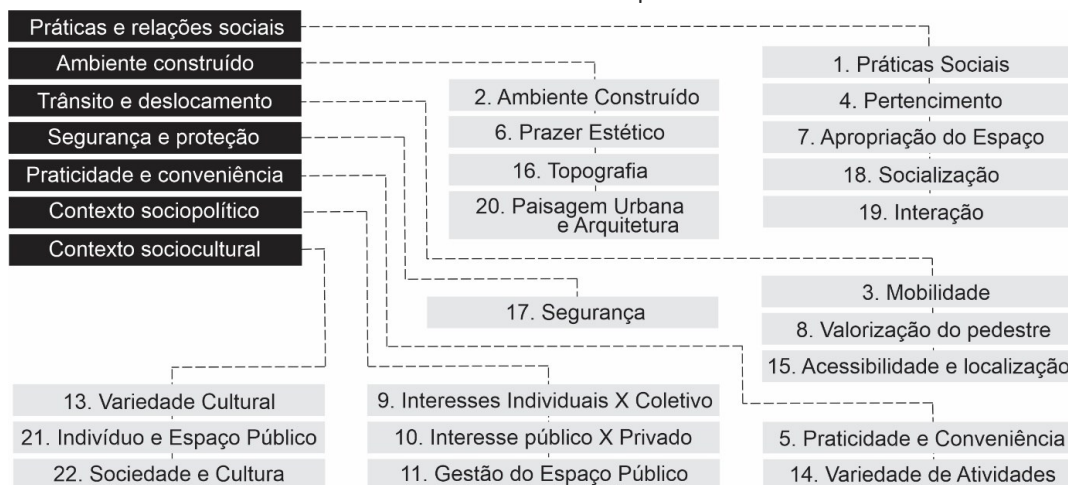 Práticas e relações sociais
Ambiente construído
Trânsito e deslocamento
Segurança e proteção
Praticidade e conveniência
Contexto sociopolítico
Contexto sociocultural
1. Práticas Sociais
4. Pertencimento
7. Apropriação do Espaço
18. Socialização
19. Interação
2. Ambiente Construído
6. Prazer Estético
16. Topografia
20. Paisagem Urbana
e Arquitetura
3. Mobilidade
8. Valorização do pedestre
15. Acessibilidade e localização
17. Segurança
13. Variedade Cultural
21. Indivíduo e Espaço Público
22. Sociedade e Cultura
9. Interesses Individuais X Coletivo
10. Interesse público X Privado
11. Gestão do Espaço Público
5. Praticidade e Conveniência
14. Variedade de Atividades